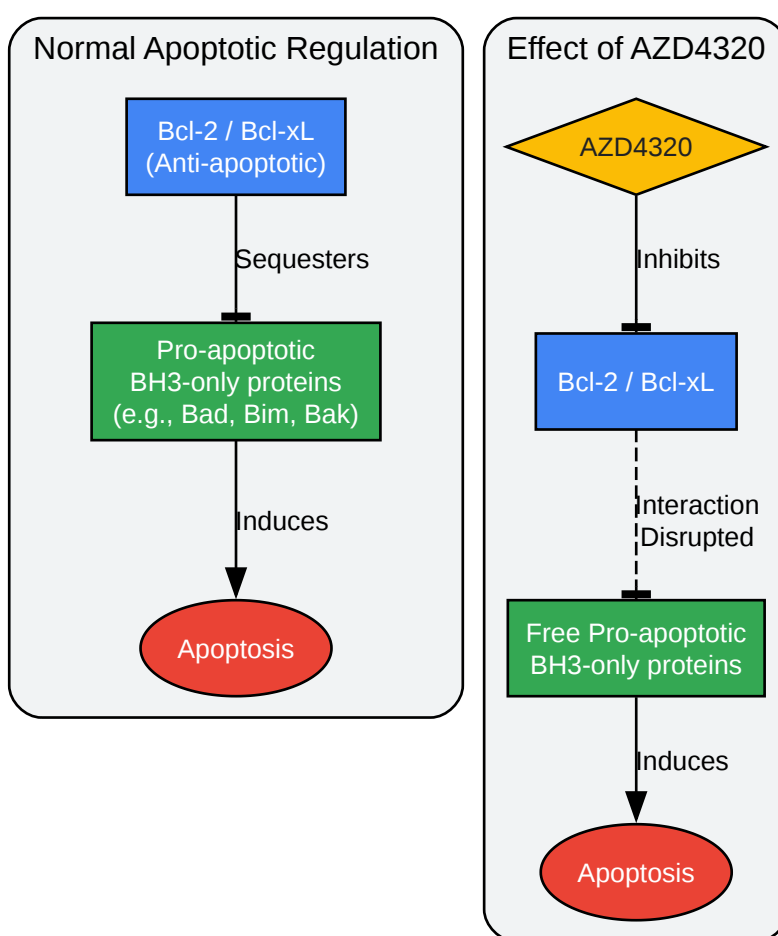 Normal Apoptotic Regulation
Bcl-2 / Bcl-xL
(Anti-apoptotic)
Sequesters
Pro-apoptotic
BH3-only proteins
(e.g., Bad, Bim, Bak)
Induces
Apoptosis
Effect of AZD4320
AZD4320
Inhibits
Bcl-2 / Bcl-xL
Interaction
Disrupted
Free Pro-apoptotic
BH3-only proteins
Induces
Apoptosis